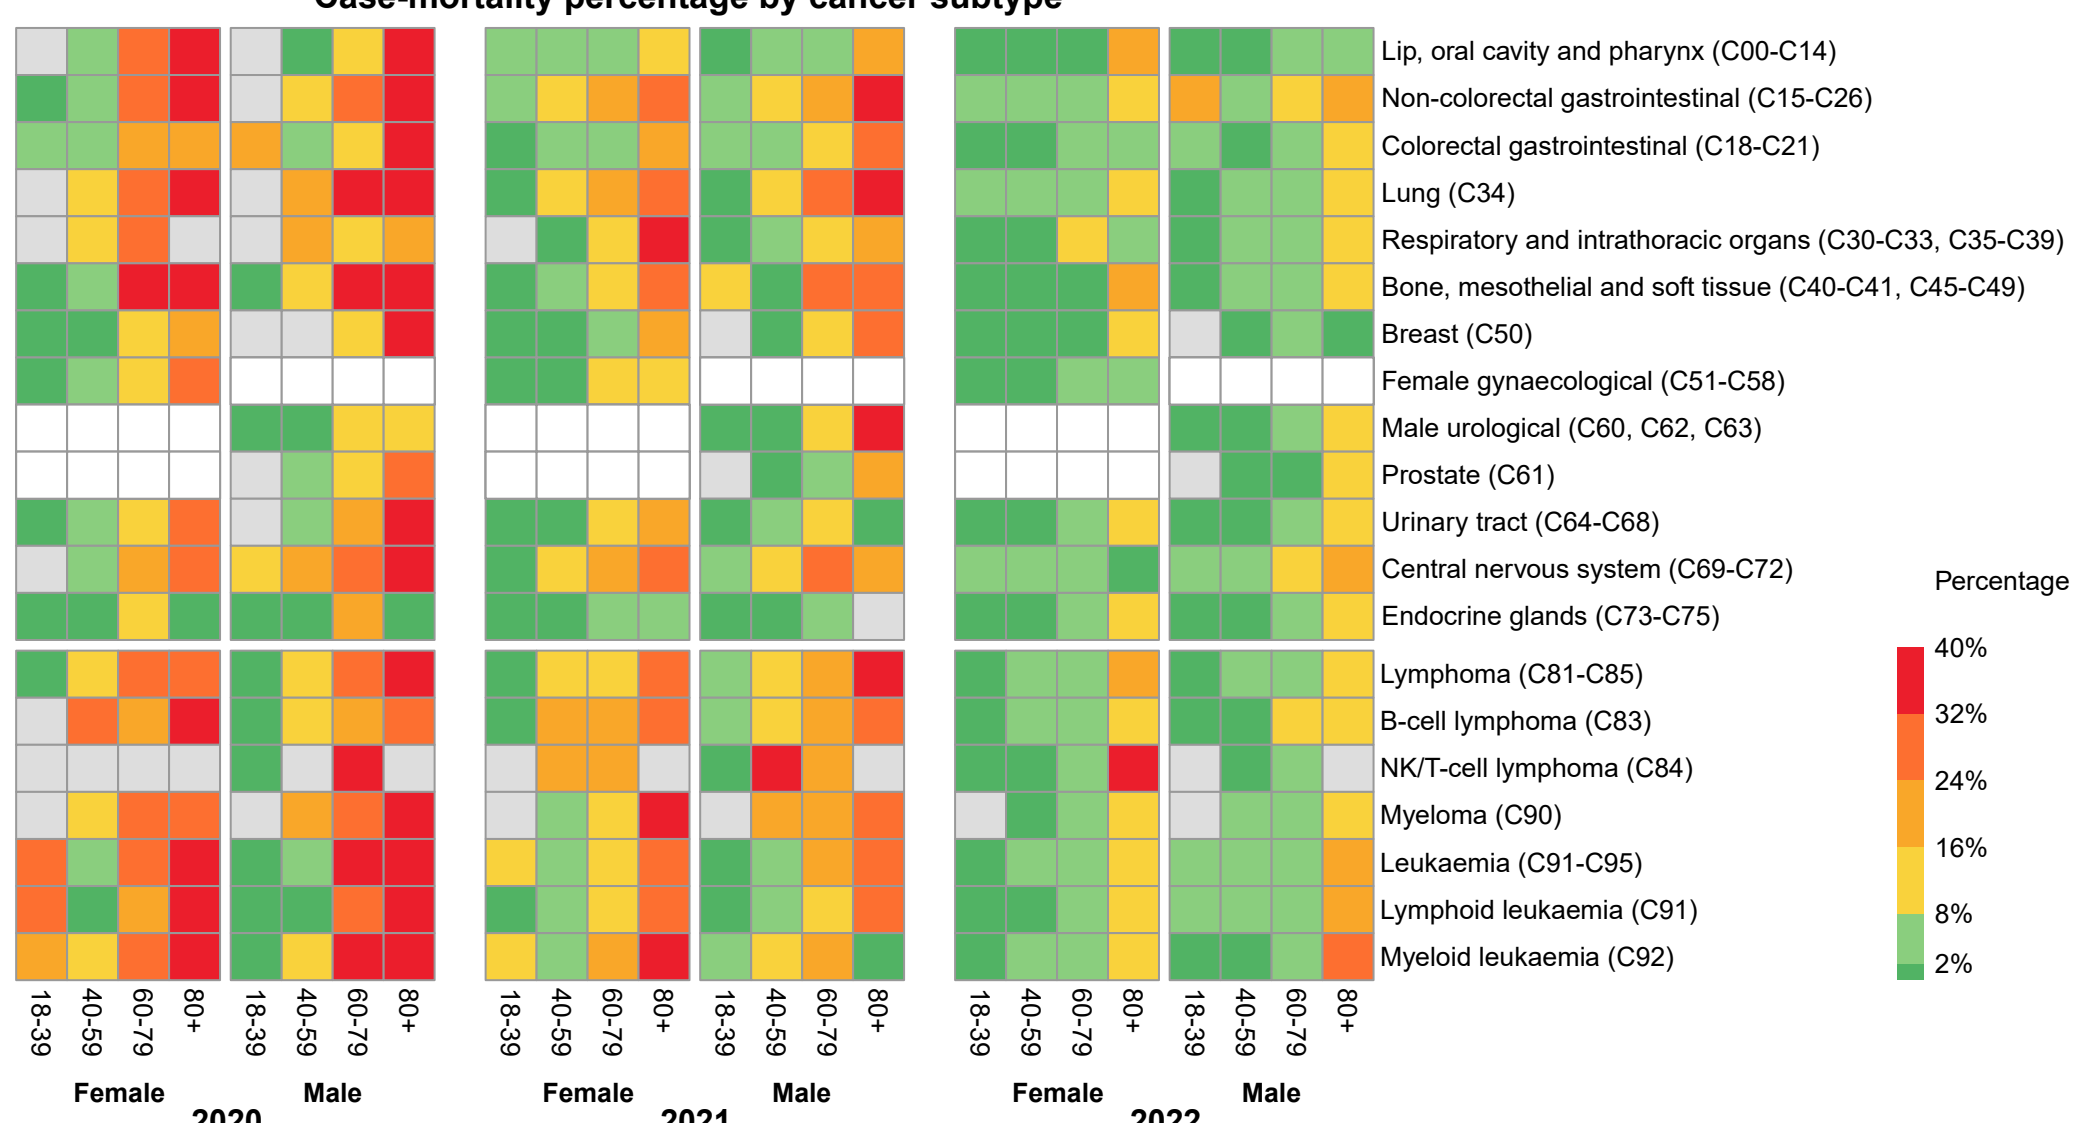 Case-mortality percentage by cancer subtype
Lip, oral cavity and pharynx (C00-C14)
Non-colorectal gastrointestinal (C15-C26)
Colorectal gastrointestinal (C18-C21)
Lung (C34)
Respiratory and intrathoracic organs (C30-C33, C35-C39)
Bone, mesothelial and soft tissue (C40-C41, C45-C49)
Breast (C50)
Female gynaecological (C51-C58)
Male urological (C60, C62, C63)
Prostate (C61)
Urinary tract (C64-C68)
Central nervous system (C69-C72)
Endocrine glands (C73-C75)
Lymphoma (C81-C85)
B-cell lymphoma (C83)
NK/T-cell lymphoma (C84)
Myeloma (C90)
Leukaemia (C91-C95)
Lymphoid leukaemia (C91)
Myeloid leukaemia (C92)
Percentage
40%
32%
24%
16%
8%
2%
18-39 40-59 60-79 80+ 18-39 40-59 60-79 80+ 18-39 40-59 60-79 80+ 18-39 40-59 60-79 80+ 18-39 40-59 60-79 80+ 18-39 40-59 60-79 80+
Female Male Female Male Female Male
2020 2021 2022